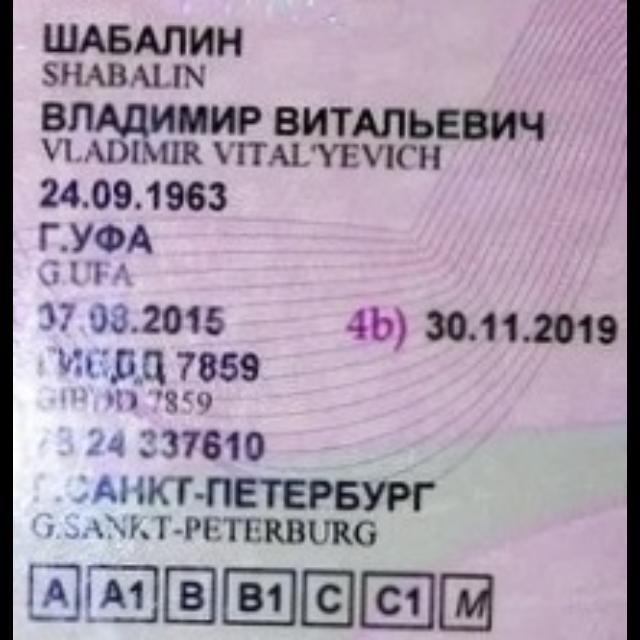 ШАБАЛИН
SHABALIN
ВЛАДИМИР ВИТАЛЬЕВИЧ
VLADIMIR VITAL'YEVICH
24.09.1963
Г.УФА
G.UFA
07.08.2015 4b) 30.11.2019
ГИБДД 7859
GIBDD 7859
78 24 337610
Г.САНКТ-ПЕТЕРБУРГ
G.SANKT-PETERBURG
A A1 B B1 C C1 M